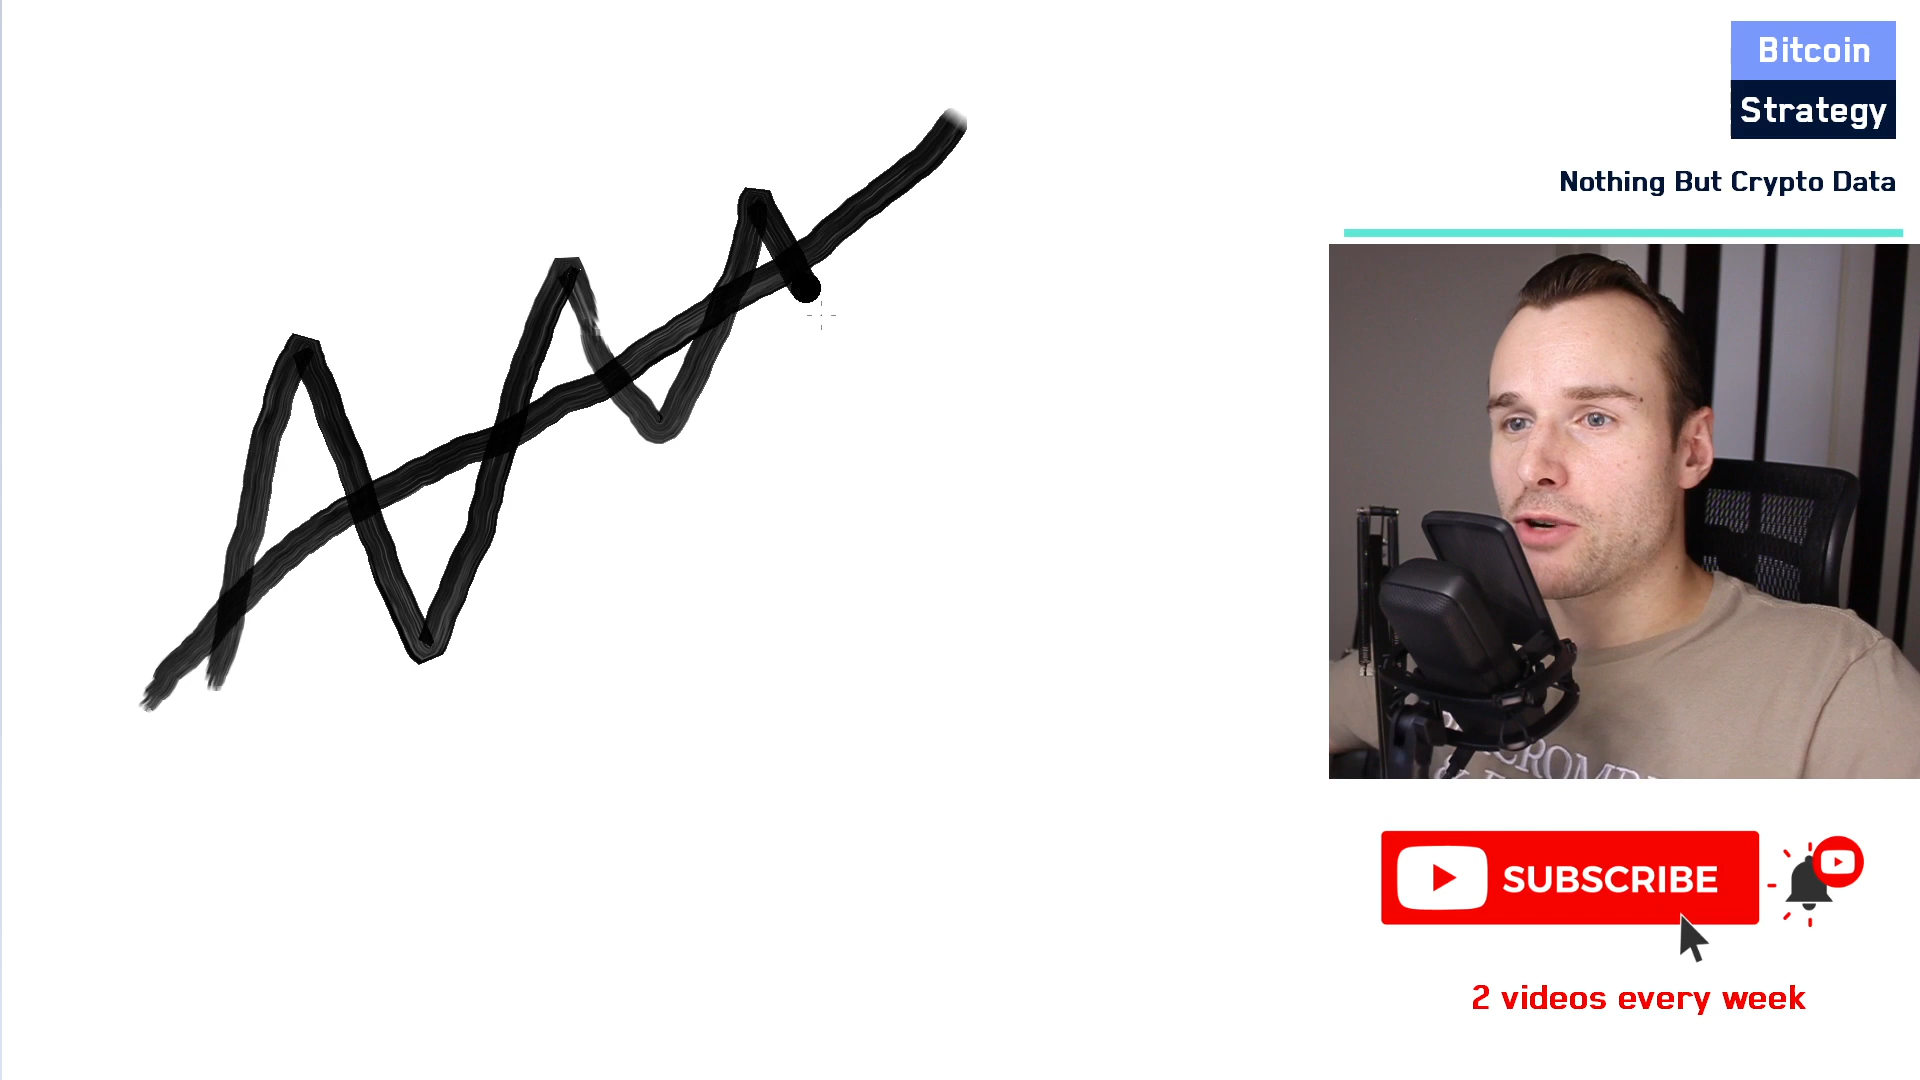 Bitcoin
Strategy
Nothing But Crypto Data
SUBSCRIBE
2 videos every week